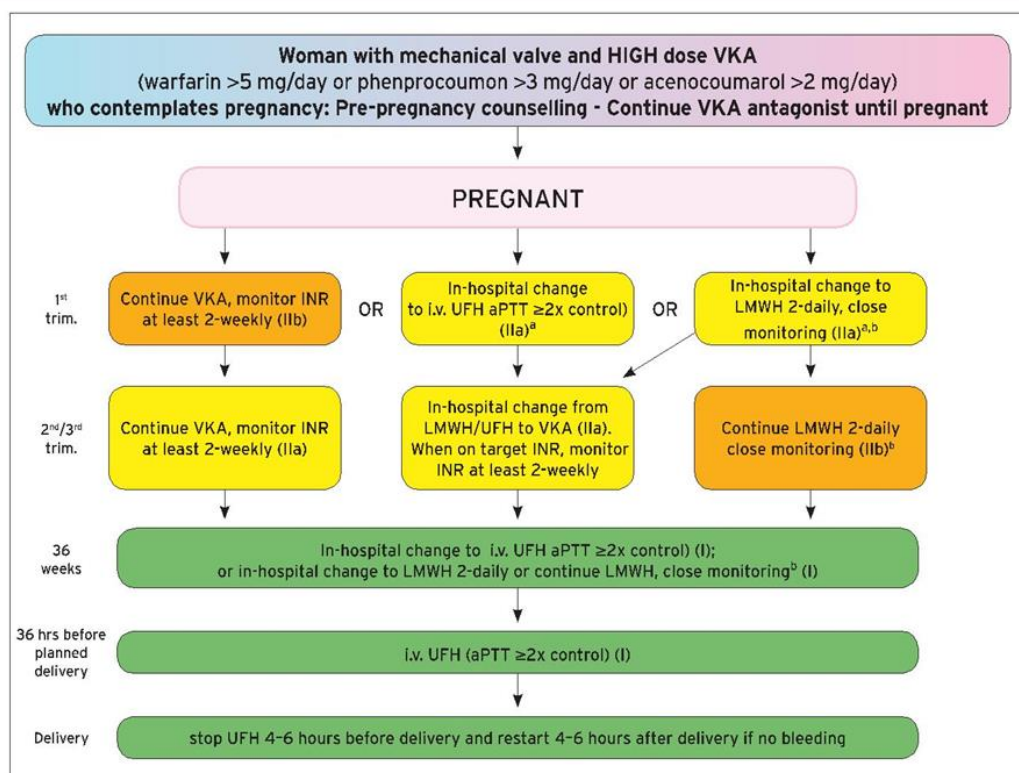 Woman with mechanical valve and HIGH dose VKA
(warfarin >5 mg/day or phenprocoumon >3 mg/day or acenocoumarol >2 mg/day)
who contemplates pregnancy: Pre-pregnancy counselling - Continue VKA antagonist until pregnant
PREGNANT
1st
trim.
Continue VKA, monitor INR
at least 2-weekly (IIb)
OR
In-hospital change
to i.v. UFH aPTT ≥2x control)
(IIa)a
OR
In-hospital change to
LMWH 2-daily, close
monitoring (IIa)a,b
2nd/3rd
trim.
Continue VKA, monitor INR
at least 2-weekly (IIa)
In-hospital change from
LMWH/UFH to VKA (IIa).
When on target INR, monitor
INR at least 2-weekly
Continue LMWH 2-daily
close monitoring (IIb)b
36
weeks
In-hospital change to i.v. UFH aPTT ≥2x control) (I);
or in-hospital change to LMWH 2-daily or continue LMWH, close monitoringb (I)
36 hrs before
planned
delivery
i.v. UFH (aPTT ≥2x control) (I)
Delivery
stop UFH 4–6 hours before delivery and restart 4–6 hours after delivery if no bleeding